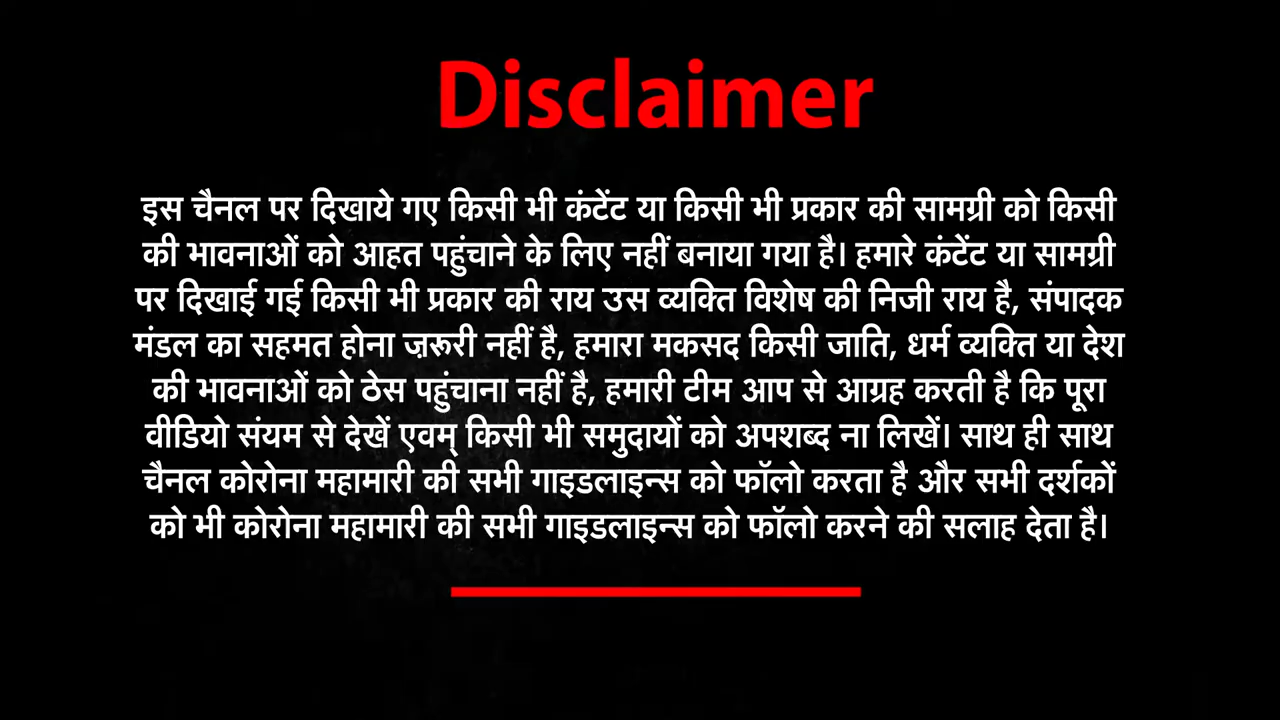 Disclaimer
इस चैनल पर दिखाये गए किसी भी कंटेंट या किसी भी प्रकार की सामग्री को किसी
की भावनाओं को आहत पहुंचाने के लिए नहीं बनाया गया है। हमारे कंटेंट या सामग्री
पर दिखाई गई किसी भी प्रकार की राय उस व्यक्ति विशेष की निजी राय है, संपादक
मंडल का सहमत होना ज़रूरी नहीं है, हमारा मकसद किसी जाति, धर्म व्यक्ति या देश
की भावनाओं को ठेस पहुंचाना नहीं है, हमारी टीम आप से आग्रह करती है कि पूरा
वीडियो संयम से देखें एवम् किसी भी समुदायों को अपशब्द ना लिखें। साथ ही साथ
चैनल कोरोना महामारी की सभी गाइडलाइन्स को फॉलो करता है और सभी दर्शकों
को भी कोरोना महामारी की सभी गाइडलाइन्स को फॉलो करने की सलाह देता है।